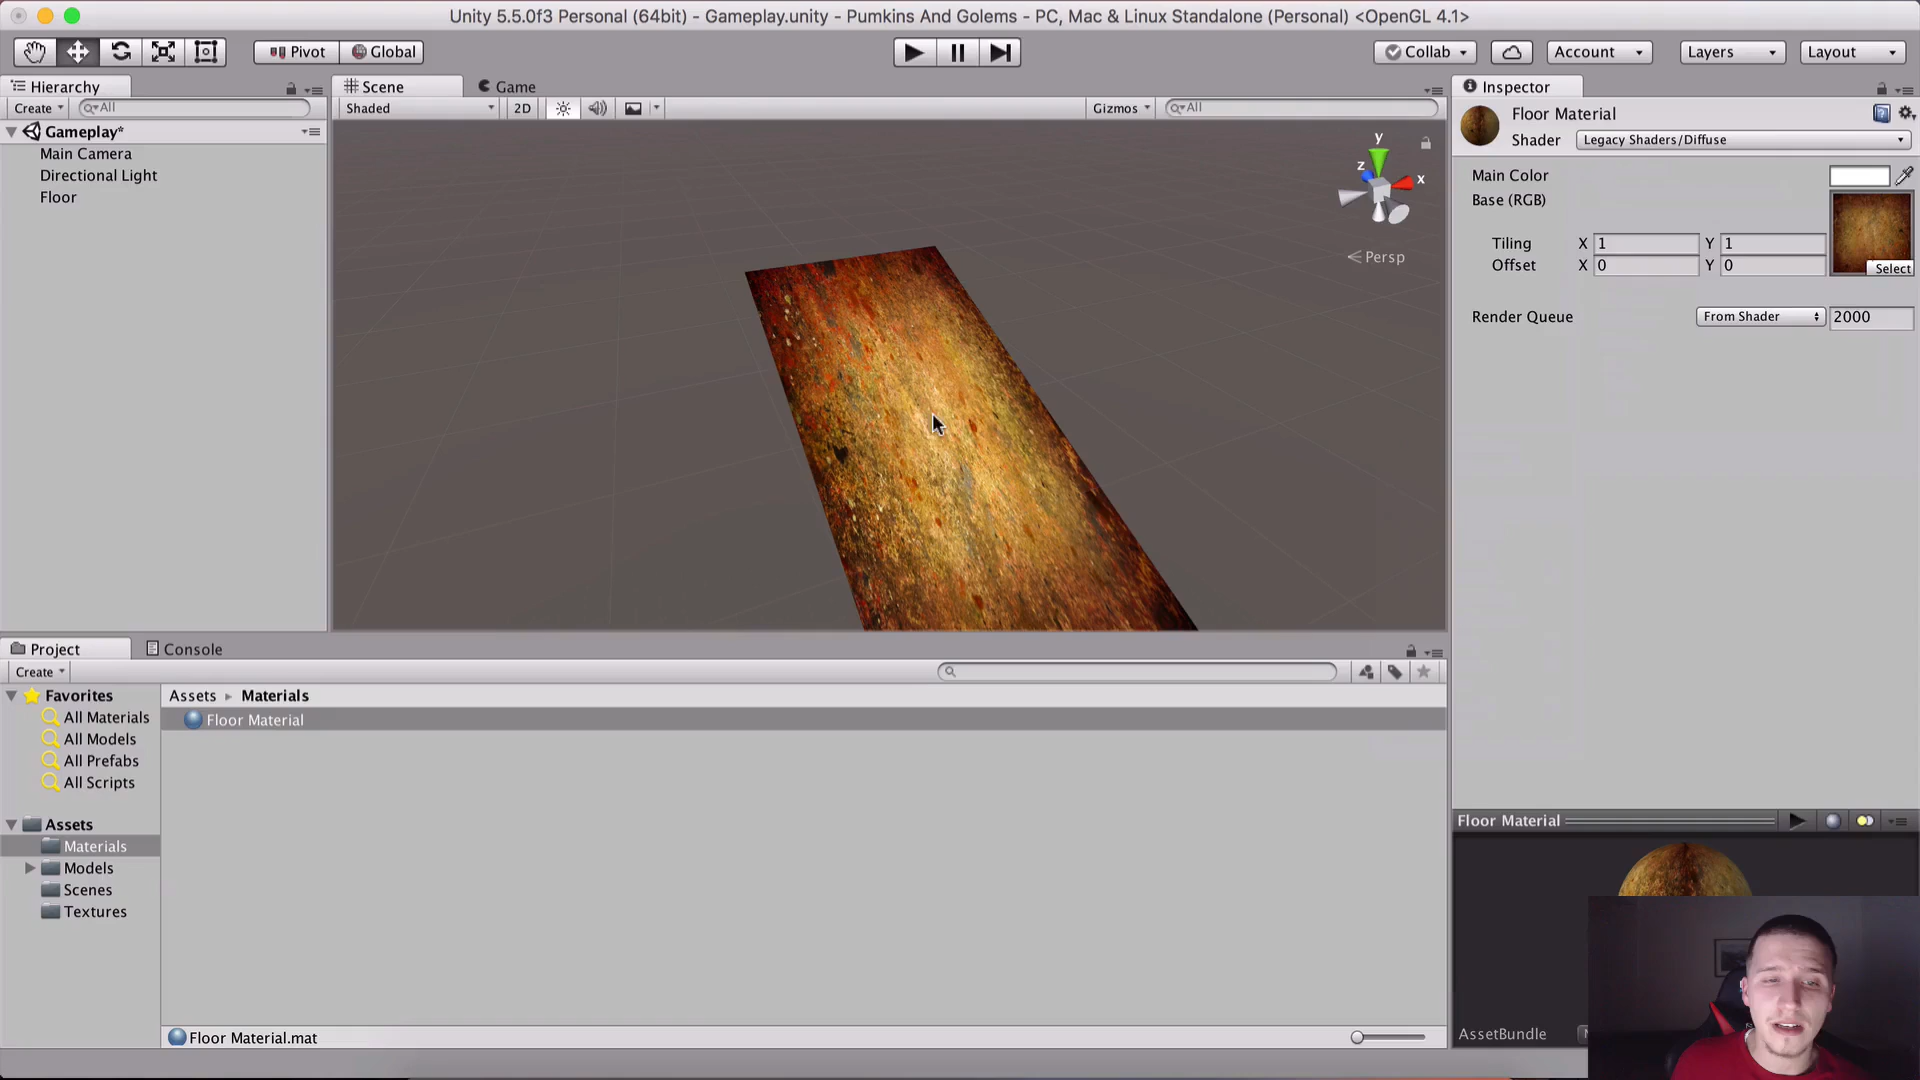 Unity 5.5.0f3 Personal (64bit) - Gameplay.unity - Pumkins And Golems - PC, Mac & Linux Standalone (Personal) <OpenGL 4.1>
Pivot Global Collab Account Layers Layout
Hierarchy
Create All
Gameplay*
Main Camera
Directional Light
Floor
Scene Game
Shaded 2D Gizmos All
y
z
x
Persp
Inspector
Floor Material
Shader Legacy Shaders/Diffuse
Main Color
Base (RGB)
Tiling X 1 Y 1
Offset X 0 Y 0
Select
Render Queue From Shader 2000
Project Console
Create
Favorites
All Materials
All Models
All Prefabs
All Scripts
Assets
Materials
Models
Scenes
Textures
Assets Materials
Floor Material
Floor Material.mat
Floor Material
AssetBundle